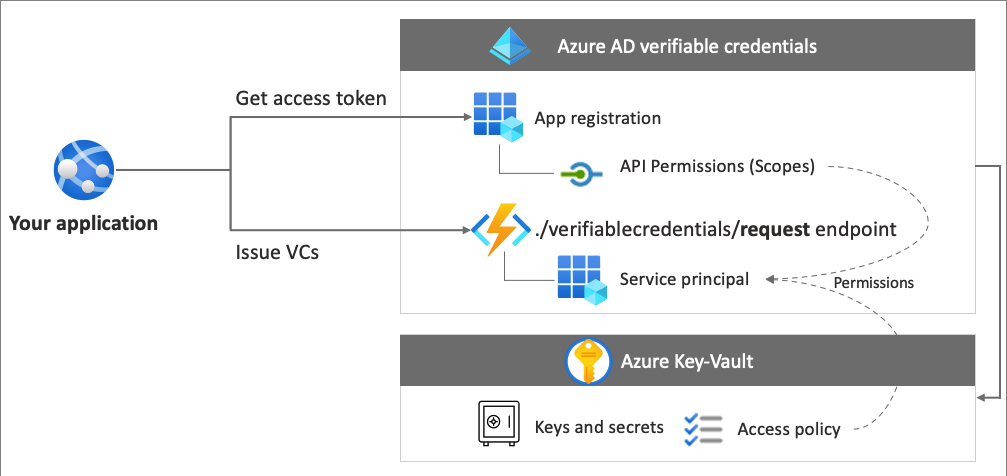 Azure AD verifiable credentials
Get access token
App registration
API Permissions (Scopes)
Your application
./verifiablecredentials/request endpoint
Issue VCs
Service principal
Permissions
Azure Key-Vault
Keys and secrets
Access policy